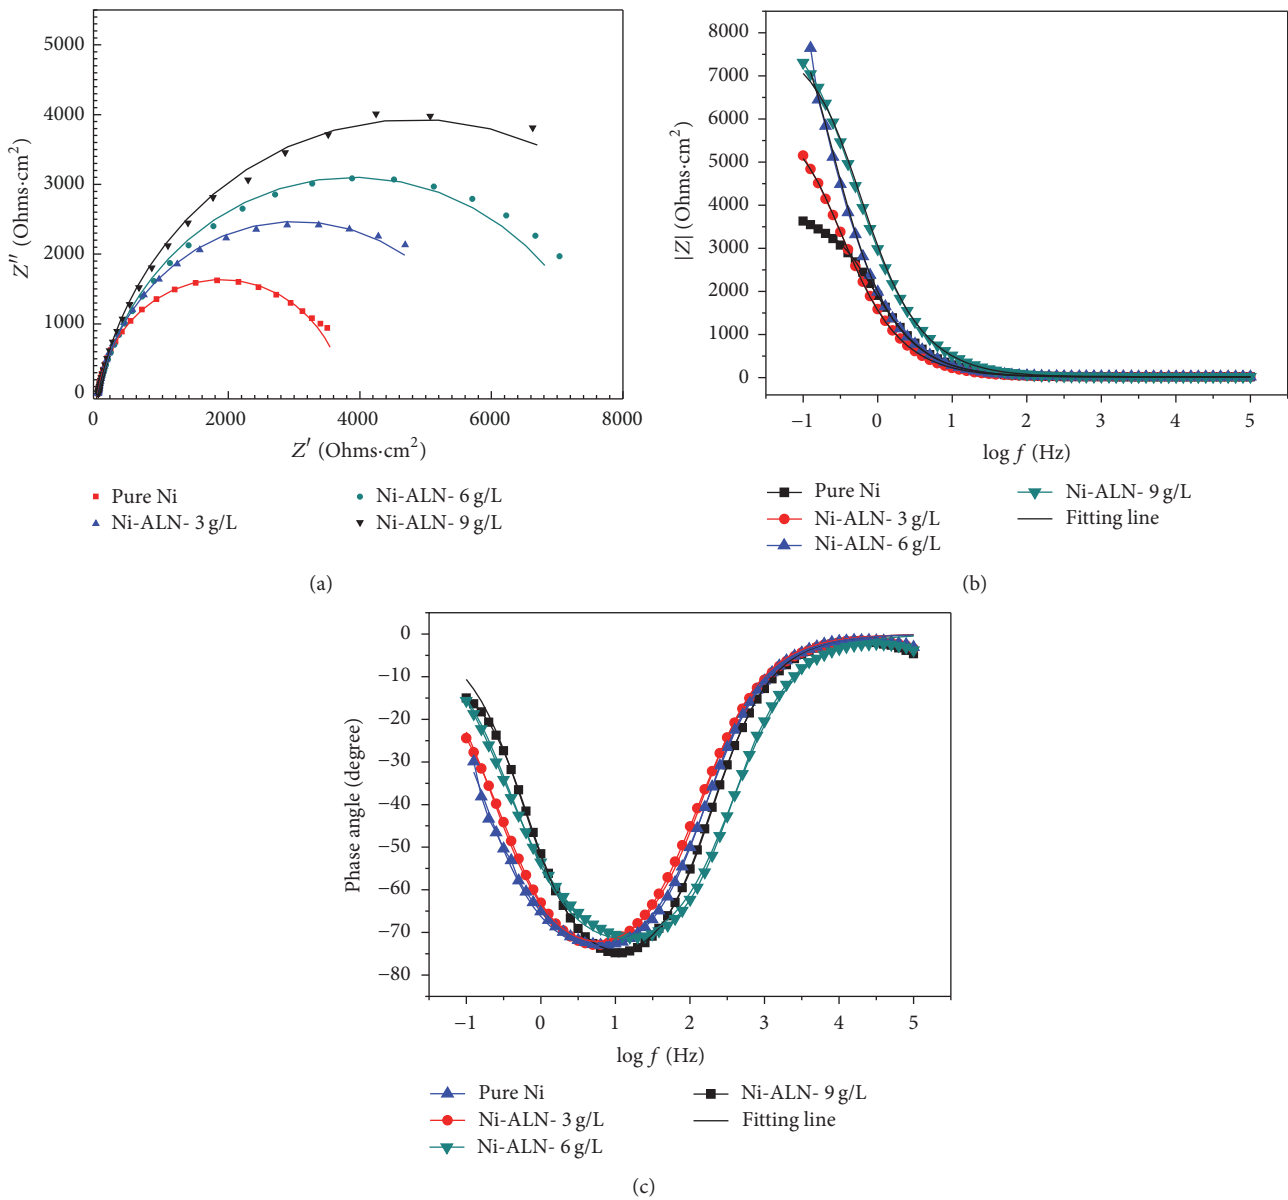 5000
4000
3000
2000
1000
0
Z″ (Ohms·cm²)
0
2000
4000
6000
8000
Z′ (Ohms·cm²)
Pure Ni
Ni-ALN- 3 g/L
Ni-ALN- 6 g/L
Ni-ALN- 9 g/L
(a)
8000
7000
6000
5000
4000
3000
2000
1000
0
|Z| (Ohms·cm²)
−1
0
1
2
3
4
5
log f (Hz)
Pure Ni
Ni-ALN- 3 g/L
Ni-ALN- 6 g/L
Ni-ALN- 9 g/L
Fitting line
(b)
0
−10
−20
−30
−40
−50
−60
−70
−80
Phase angle (degree)
−1
0
1
2
3
4
5
log f (Hz)
Pure Ni
Ni-ALN- 3 g/L
Ni-ALN- 6 g/L
Ni-ALN- 9 g/L
Fitting line
(c)